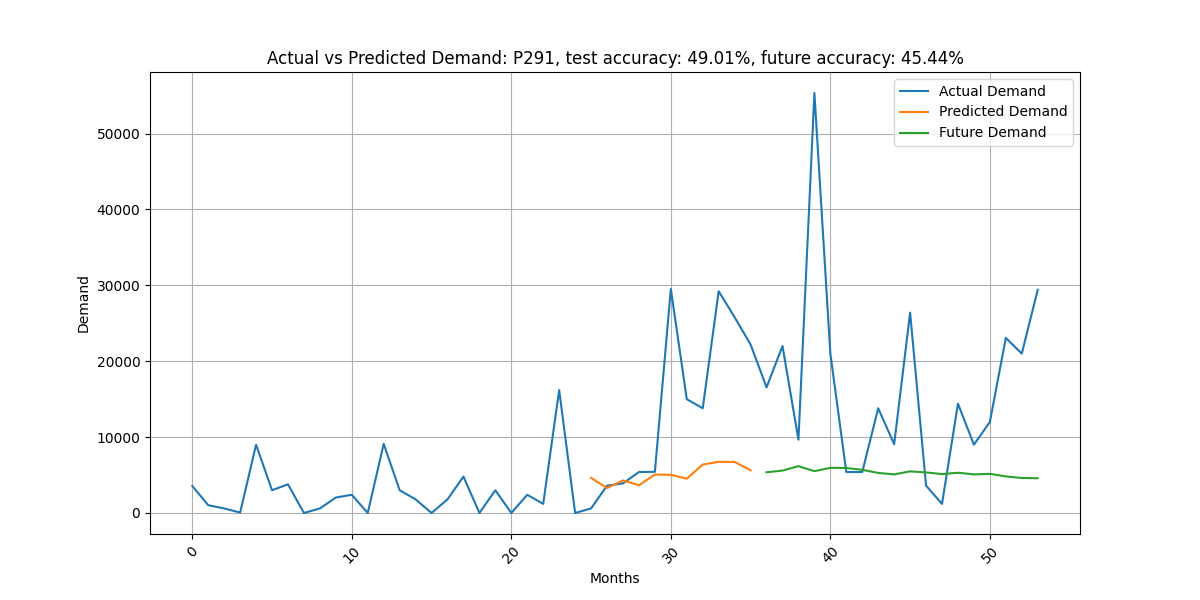 Actual vs Predicted Demand: P291, test accuracy: 49.01%, future accuracy: 45.44%
Actual Demand
Predicted Demand
Future Demand
50000
40000
30000
20000
10000
0
Demand
0
10
20
30
40
50
Months